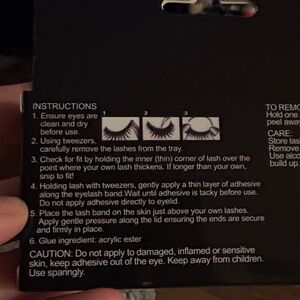 INSTRUCTIONS
1. Ensure eyes are
clean and dry
before use.
1 2 3
2. Using tweezers,
carefully remove the lashes from the tray.
3. Check for fit by holding the inner (thin) corner of lash over the
point where your own lash thickens. If longer than your own,
snip to fit!
4. Holding lash with tweezers, gently apply a thin layer of adhesive
along the eyelash band.Wait until adhesive is tacky before use.
Do not apply adhesive directly to eyelid.
5. Place the lash band on the skin just above your own lashes.
Apply gentle pressure along the lid ensuring the ends are secure
and firmly in place.
6. Glue ingredient: acrylic ester
CAUTION: Do not apply to damaged, inflamed or sensitive
skin, keep adhesive out of the eye. Keep away from children.
Use sparingly.
TO REMO
Hold one
peel away
CARE:
Store las
Remove
Use alco
build up.